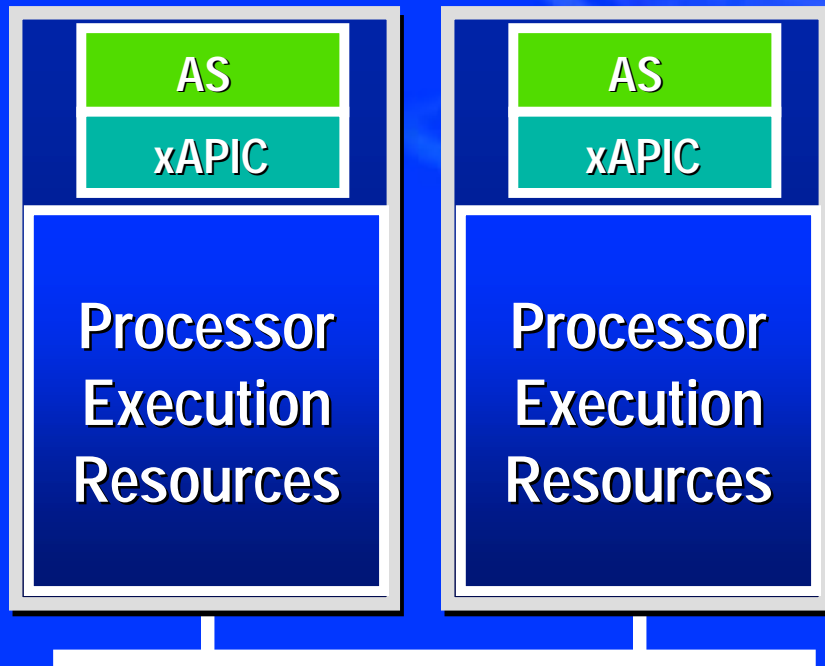 AS
xAPIC
Processor
Execution
Resources
AS
xAPIC
Processor
Execution
Resources